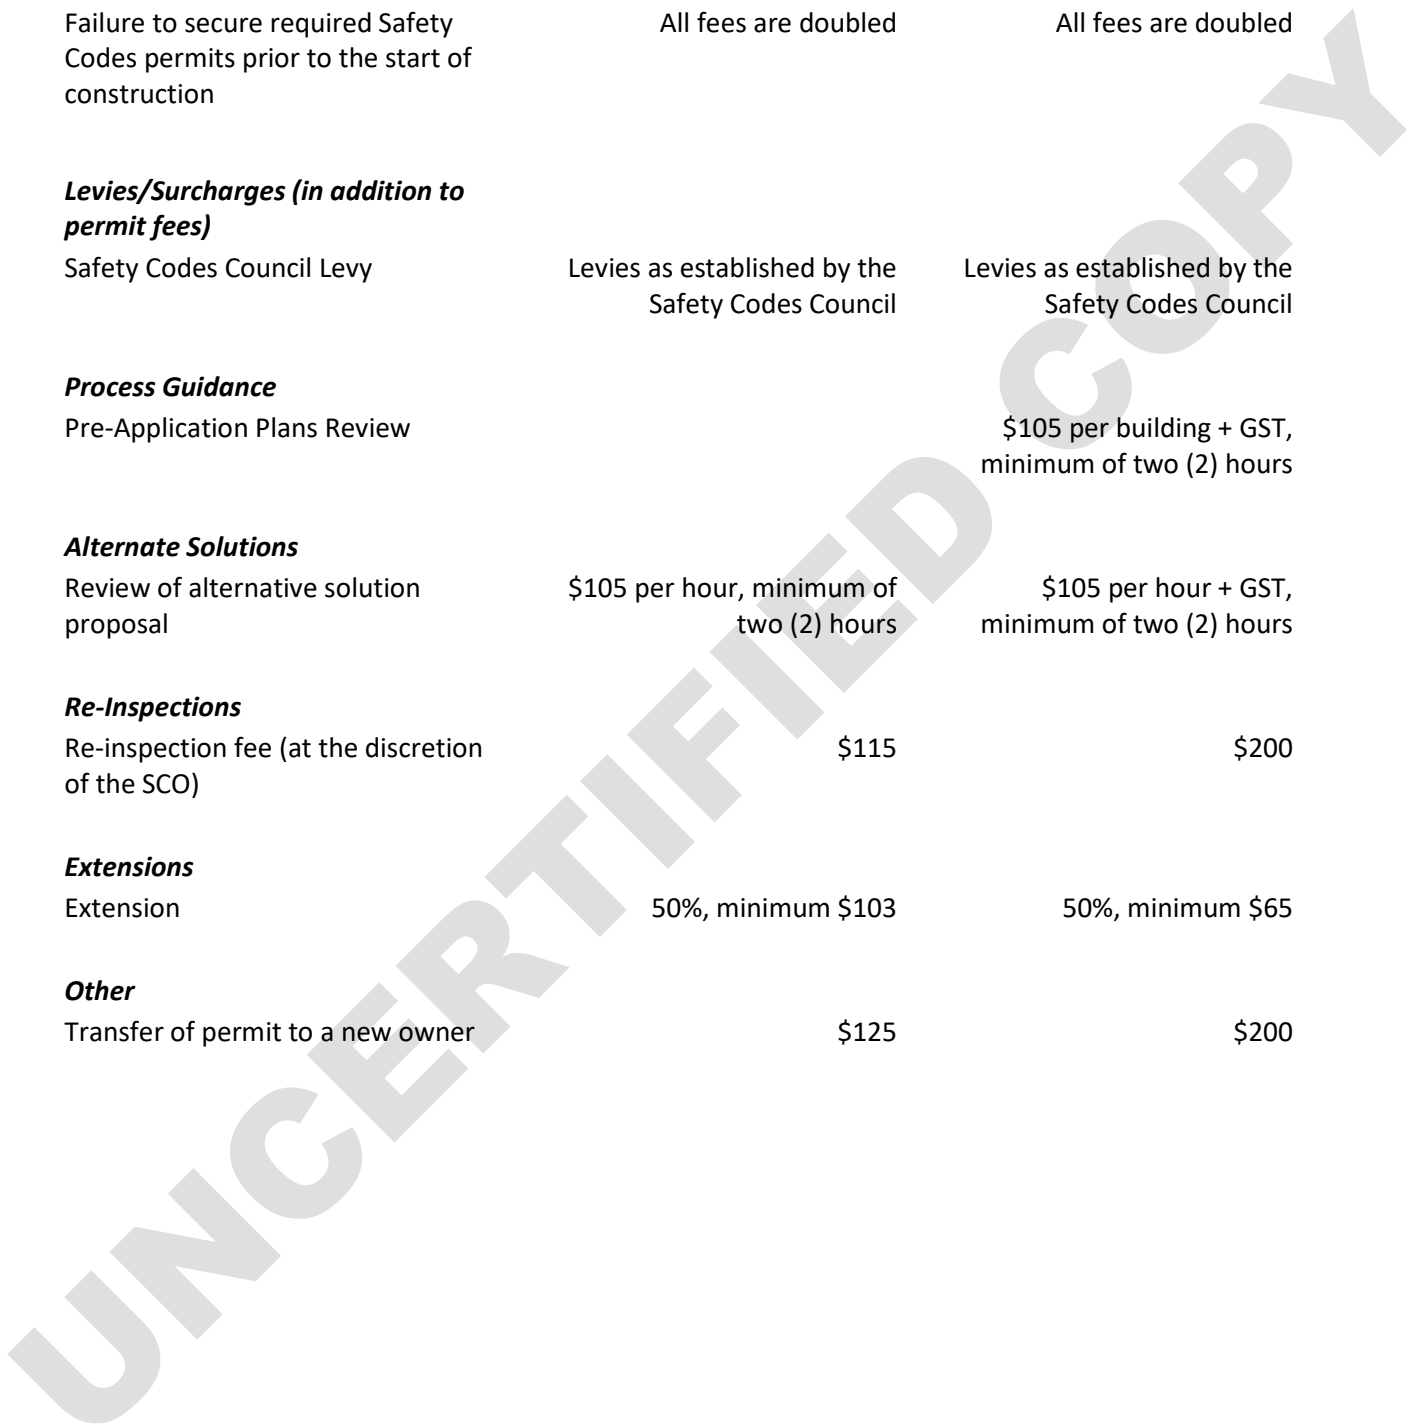 Failure to secure required Safety All fees are doubled All fees are doubled
Codes permits prior to the start of
construction
Levies/Surcharges (in addition to
permit fees)
Safety Codes Council Levy Levies as established by the Levies as established by the
Safety Codes Council Safety Codes Council
Process Guidance
Pre-Application Plans Review $105 per building + GST,
minimum of two (2) hours
Alternate Solutions
Review of alternative solution $105 per hour, minimum of $105 per hour + GST,
proposal two (2) hours minimum of two (2) hours
Re-Inspections
Re-inspection fee (at the discretion $115 $200
of the SCO)
Extensions
Extension 50%, minimum $103 50%, minimum $65
Other
Transfer of permit to a new owner $125 $200
UNCERTIFIED COPY